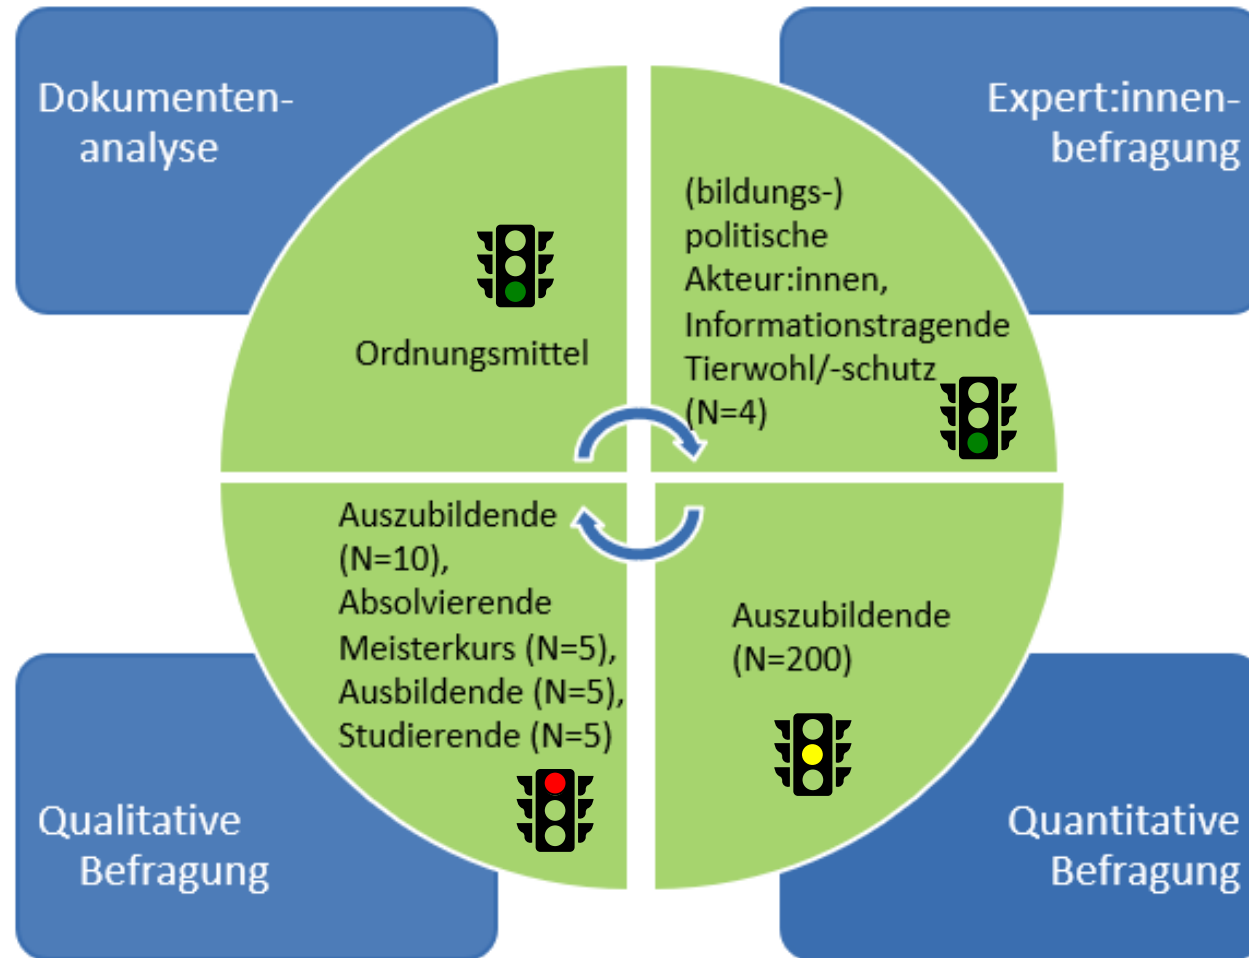 Dokumenten-
analyse
Expert:innen-
befragung
Ordnungsmittel
(bildungs-)
politische
Akteur:innen,
Informationstragende
Tierwohl/-schutz
(N=4)
Auszubildende
(N=10),
Absolvierende
Meisterkurs (N=5),
Ausbildende (N=5),
Studierende (N=5)
Auszubildende
(N=200)
Qualitative
Befragung
Quantitative
Befragung